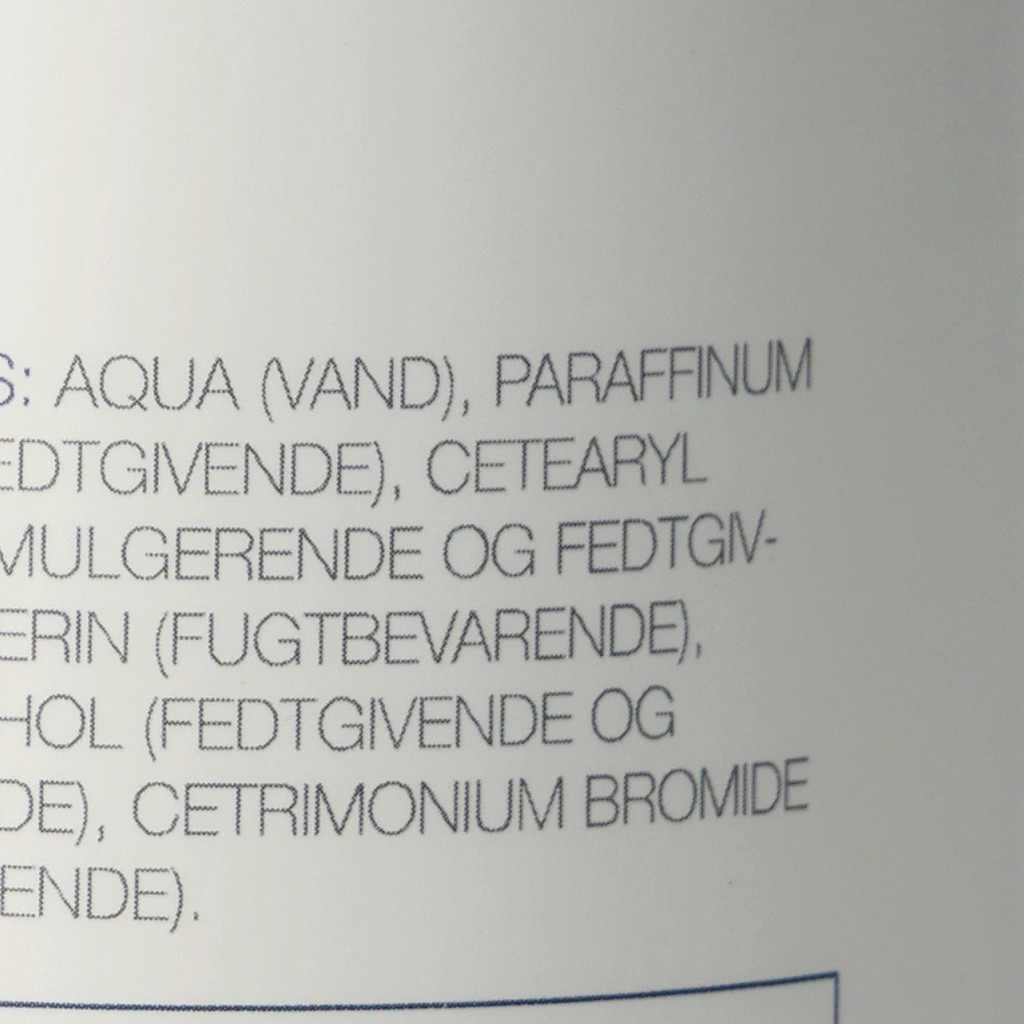 S: AQUA (VAND), PARAFFINUM
EDTGIVENDE), CETEARYL
MULGERENDE OG FEDTGIV-
ERIN (FUGTBEVARENDE),
HOL (FEDTGIVENDE OG
DE), CETRIMONIUM BROMIDE
ENDE).